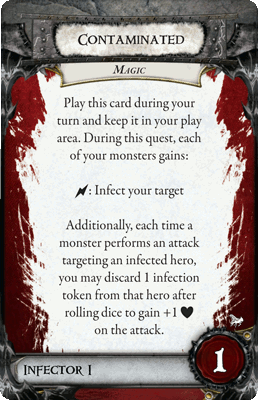 Contaminated
Magic
Play this card during your
turn and keep it in your play
area. During this quest, each
of your monsters gains:
: Infect your target
Additionally, each time a
monster performs an attack
targeting an infected hero,
you may discard 1 infection
token from that hero after
rolling dice to gain +1
on the attack.
Infector I
1